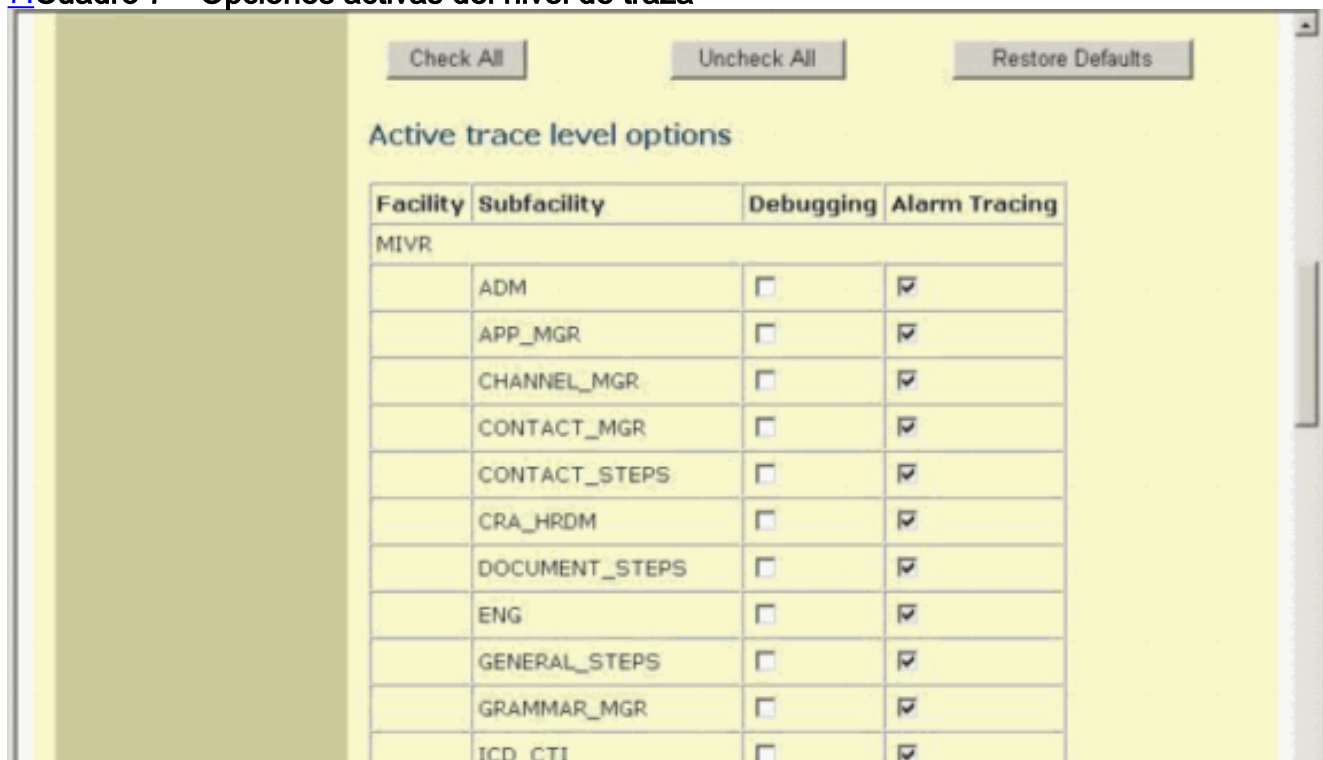 Cuadro 7 – Opciones activas del nivel de traza
Check All Uncheck All Restore Defaults
Active trace level options
Facility Subfacility Debugging Alarm Tracing
MIVR
ADM
APP_MGR
CHANNEL_MGR
CONTACT_MGR
CONTACT_STEPS
CRA_HRDM
DOCUMENT_STEPS
ENG
GENERAL_STEPS
GRAMMAR_MGR
ICD_CTI